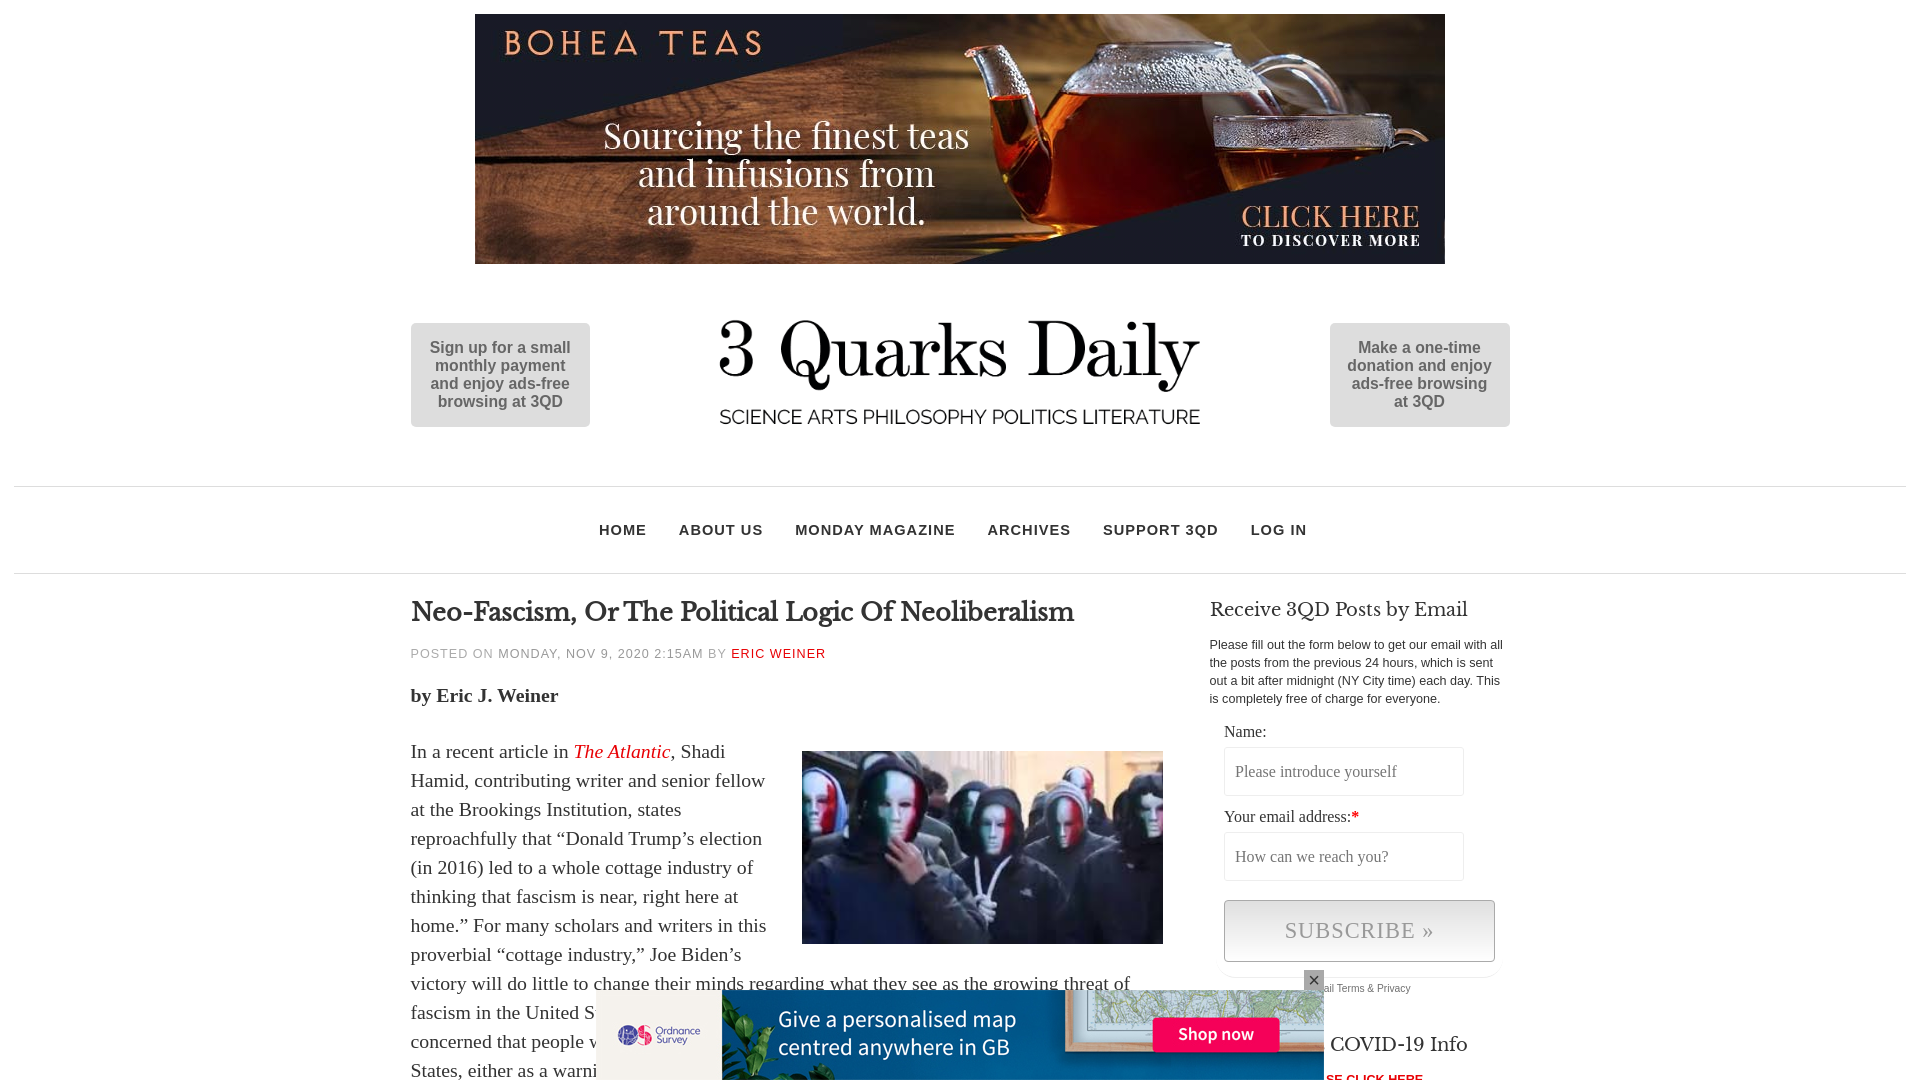 BOHEA TEAS
Sourcing the finest teas
and infusions from
around the world.
CLICK HERE
TO DISCOVER MORE
Sign up for a small
monthly payment
and enjoy ads-free
browsing at 3QD
3 Quarks Daily
SCIENCE ARTS PHILOSOPHY POLITICS LITERATURE
Make a one-time
donation and enjoy
ads-free browsing
at 3QD
HOME ABOUT US MONDAY MAGAZINE ARCHIVES SUPPORT 3QD LOG IN
Neo-Fascism, Or The Political Logic Of Neoliberalism
POSTED ON MONDAY, NOV 9, 2020 2:15AM BY ERIC WEINER
by Eric J. Weiner
In a recent article in The Atlantic, Shadi
Hamid, contributing writer and senior fellow
at the Brookings Institution, states
reproachfully that “Donald Trump’s election
(in 2016) led to a whole cottage industry of
thinking that fascism is near, right here at
home.” For many scholars and writers in this
proverbial “cottage industry,” Joe Biden’s
victory will do little to change their minds regarding what they see as the growing threat of
fascism in the United
concerned that people
States, either as a
Receive 3QD Posts by Email
Please fill out the form below to get our email with all
the posts from the previous 24 hours, which is sent
out a bit after midnight (NY City time) each day. This
is completely free of charge for everyone.
Name:
Please introduce yourself
Your email address:*
How can we reach you?
SUBSCRIBE »
Terms & Privacy
COVID-19 Info
CLICK HERE
Ordnance
Survey
Give a personalised map
centred anywhere in GB
Shop now